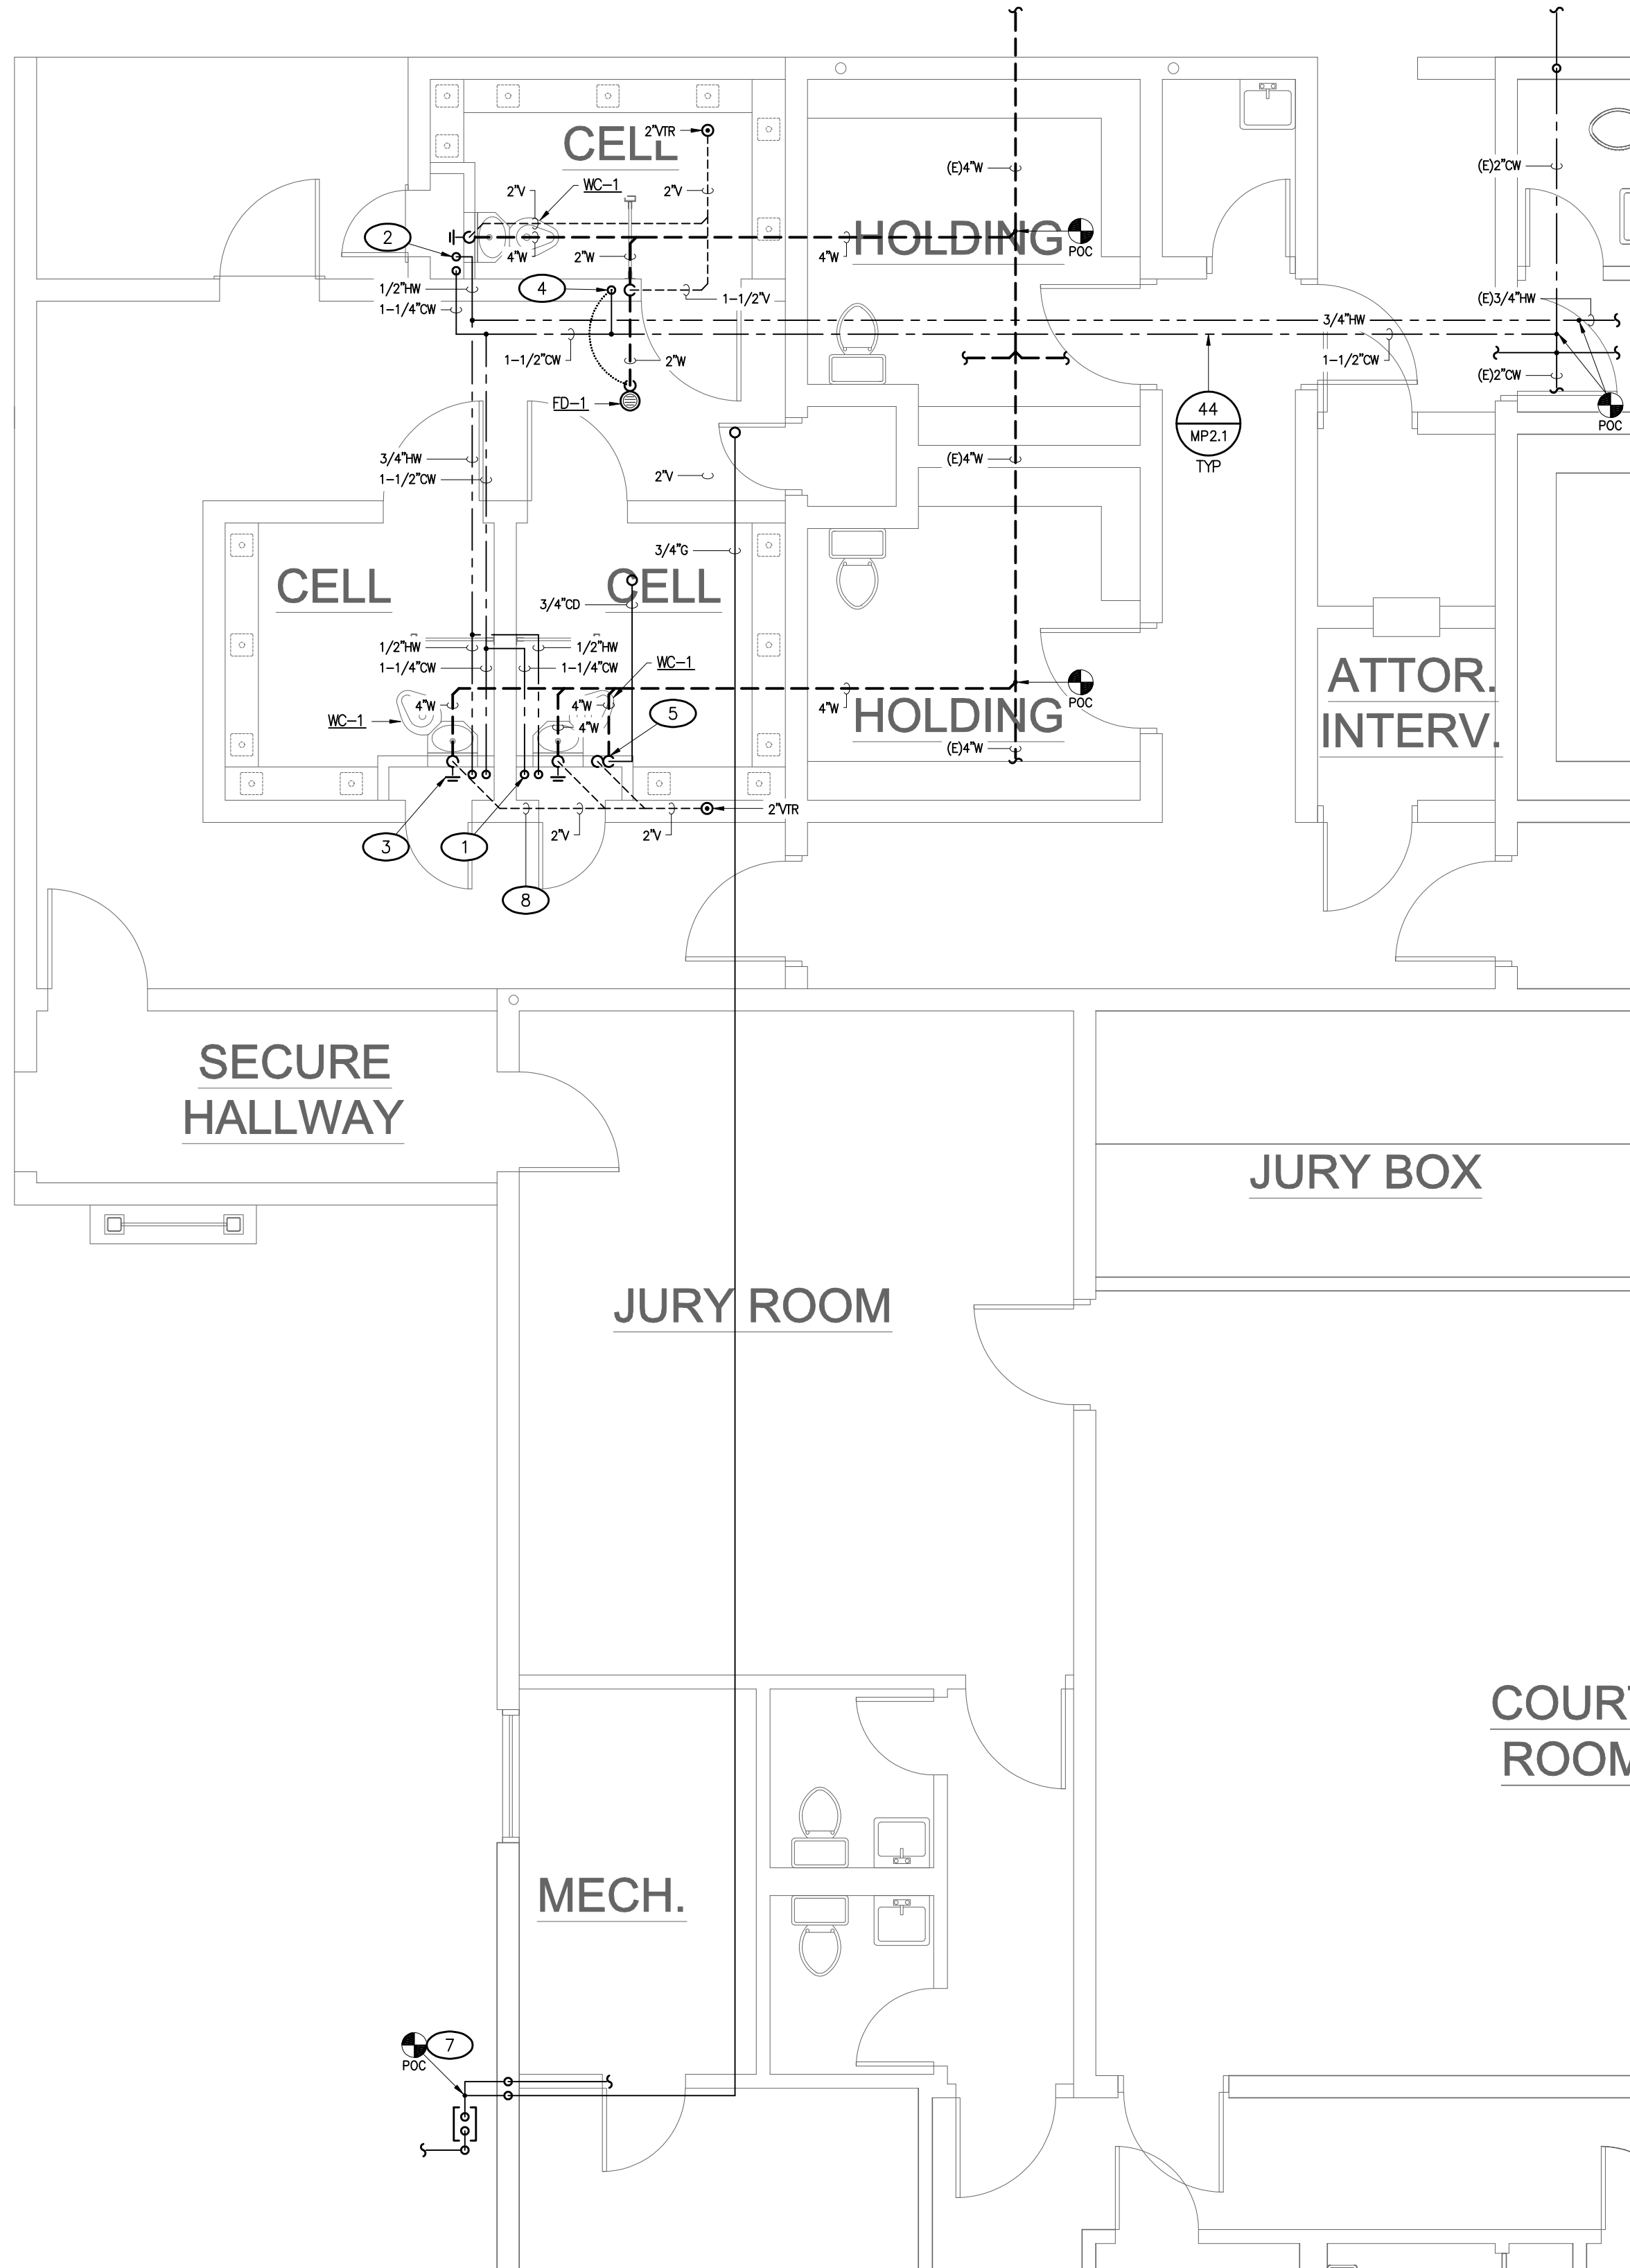 CELL
2"VTR
(E)4"W
(E)2"CW
2"V
WC-1
2"V
2
HOLDING
POC
4"W
2"W
4"W
1/2"HW
4
1-1/2"V
(E)3/4"HW
1-1/4"CW
3/4"HW
1-1/2"CW
2"W
1-1/2"CW
(E)2"CW
FD-1
44
MP2.1
TYP
POC
3/4"HW
1-1/2"CW
2"V
(E)4"W
3/4"G
CELL
CELL
3/4"CD
1/2"HW
1/2"HW
1-1/4"CW
1-1/4"CW
WC-1
ATTOR.
INTERV.
4"W
4"W
WC-1
4"W
5
4"W
HOLDING
POC
(E)4"W
2"VTR
3
1
2"V
2"V
8
SECURE
HALLWAY
JURY BOX
JURY ROOM
COURT
ROOM
MECH.
7
POC